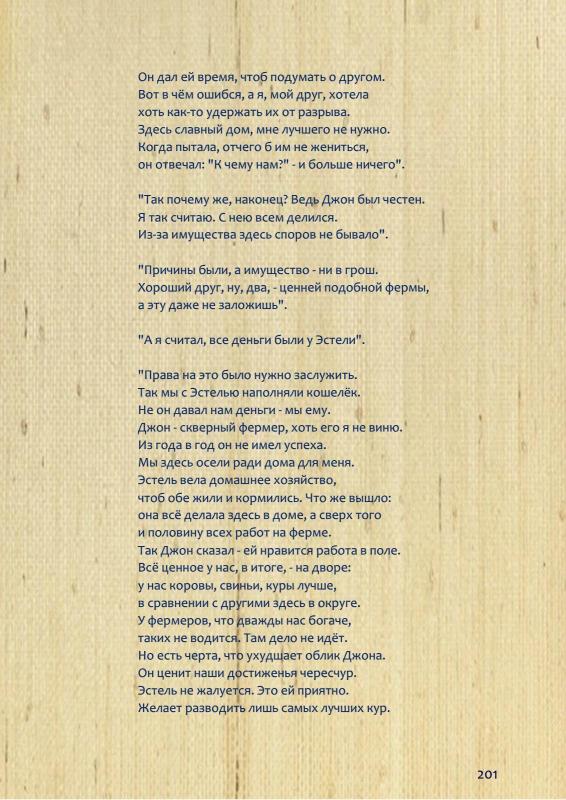 Он дал ей время, чтоб подумать о другом.
Вот в чём ошибся, а я, мой друг, хотела
хоть как-то удержать их от разрыва.
Здесь славный дом, мне лучшего не нужно.
Когда пытала, отчего б им не жениться,
он отвечал: "К чему нам?" - и больше ничего".
"Так почему же, наконец? Ведь Джон был честен.
Я так считаю. С нею всем делился.
Из-за имущества здесь споров не бывало".
"Причины были, а имущество - ни в грош.
Хороший друг, ну, два, - ценней подобной фермы,
а эту даже не заложишь".
"А я считал, все деньги были у Эстели".
"Права на это было нужно заслужить.
Так мы с Эстелью наполняли кошелёк.
Не он давал нам деньги - мы ему.
Джон - скверный фермер, хоть его я не виню.
Из года в год он не имел успеха.
Мы здесь осели ради дома для меня.
Эстель вела домашнее хозяйство,
чтоб обе жили и кормились. Что же вышло:
она всё делала здесь в доме, а сверх того
и половину всех работ на ферме.
Так Джон сказал - ей нравится работа в поле.
Всё ценное у нас, в итоге, - на дворе:
у нас коровы, свиньи, куры лучше,
в сравнении с другими здесь в округе.
У фермеров, что дважды нас богаче,
таких не водится. Там дело не идёт.
Но есть черта, что ухудшает облик Джона.
Он ценит наши достиженья чересчур.
Эстель не жалуется. Это ей приятно.
Желает разводить лишь самых лучших кур.
201